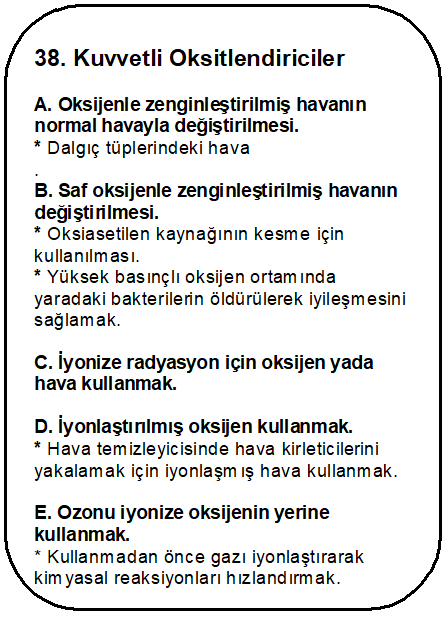 38. Kuvvetli Oksitlendiriciler
A. Oksijenle zenginleştirilmiş havanın
normal havayla değiştirilmesi.
* Dalgıç tüplerindeki hava
.
B. Saf oksijenle zenginleştirilmiş havanın
değiştirilmesi.
* Oksiasetilen kaynağının kesme için
kullanılması.
* Yüksek basınçlı oksijen ortamında
yaradaki bakterilerin öldürülerek iyileşmesini
sağlamak.
C. İyonize radyasyon için oksijen yada
hava kullanmak.
D. İyonlaştırılmış oksijen kullanmak.
* Hava temizleyicisinde hava kirleticilerini
yakalamak için iyonlaşmış hava kullanmak.
E. Ozonu iyonize oksijenin yerine
kullanmak.
* Kullanmadan önce gazı iyonlaştırarak
kimyasal reaksiyonları hızlandırmak.